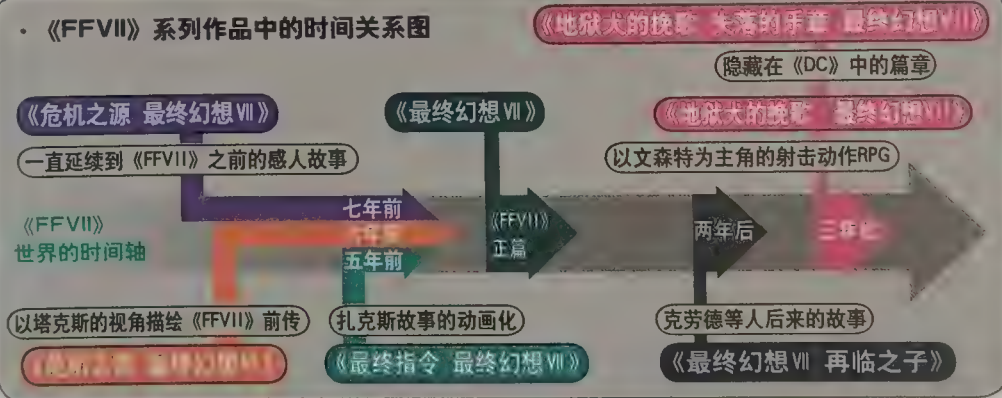 · 《FFVII》系列作品中的时间关系图
《地狱犬的挽歌 失落的乐章 最终幻想VII》
隐藏在《DC》中的篇章
《危机之源 最终幻想VII》
《最终幻想VII》
《地狱犬的挽歌 最终幻想VII》
一直延续到《FFVII》之前的感人故事
以文森特为主角的射击动作RPG
七年前
《FFVII》
世界的时间轴
《FFVII》
正篇
两年后
三年后
五年前
以塔克斯的视角描绘《FFVII》前传
扎克斯故事的动画化
克劳德等人后来的故事
《最终指令 最终幻想VII》
《最终幻想VII 再临之子》